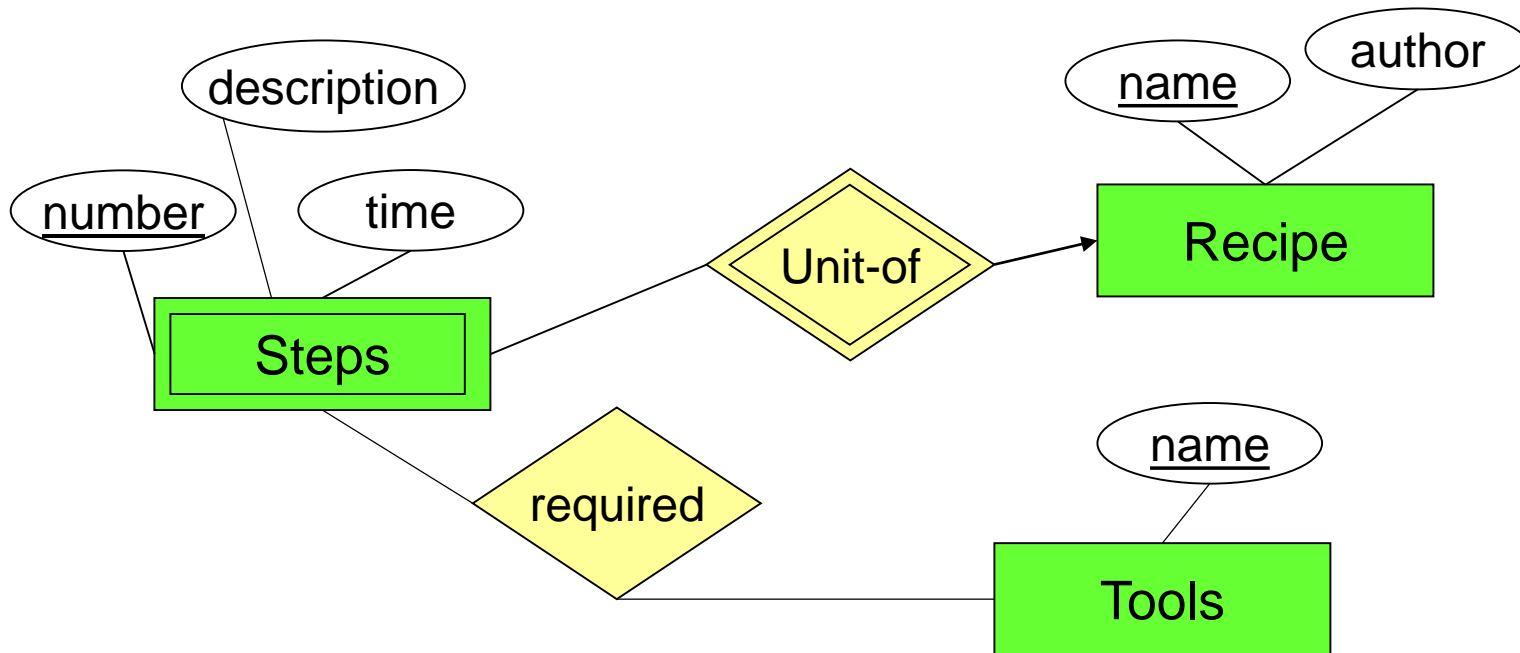 author
description
name
number
time
Recipe
Unit-of
Steps
name
required
Tools